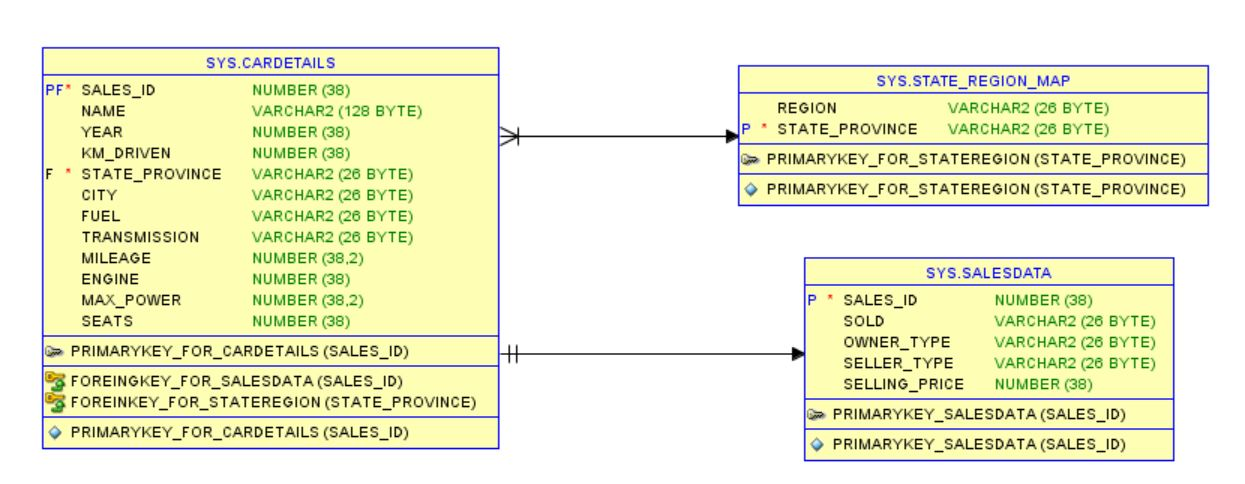 SYS.CARDETAILS
PF* SALES_ID NUMBER (38)
NAME VARCHAR2 (128 BYTE)
YEAR NUMBER (38)
KM_DRIVEN NUMBER (38)
F * STATE_PROVINCE VARCHAR2 (26 BYTE)
CITY VARCHAR2 (26 BYTE)
FUEL VARCHAR2 (26 BYTE)
TRANSMISSION VARCHAR2 (26 BYTE)
MILEAGE NUMBER (38,2)
ENGINE NUMBER (38)
MAX_POWER NUMBER (38,2)
SEATS NUMBER (38)
PRIMARYKEY_FOR_CARDETAILS (SALES_ID)
FOREINGKEY_FOR_SALESDATA (SALES_ID)
FOREINKEY_FOR_STATEREGION (STATE_PROVINCE)
PRIMARYKEY_FOR_CARDETAILS (SALES_ID)
SYS.STATE_REGION_MAP
REGION VARCHAR2 (26 BYTE)
P * STATE_PROVINCE VARCHAR2 (26 BYTE)
PRIMARYKEY_FOR_STATEREGION (STATE_PROVINCE)
PRIMARYKEY_FOR_STATEREGION (STATE_PROVINCE)
SYS.SALESDATA
P * SALES_ID NUMBER (38)
SOLD VARCHAR2 (26 BYTE)
OWNER_TYPE VARCHAR2 (26 BYTE)
SELLER_TYPE VARCHAR2 (26 BYTE)
SELLING_PRICE NUMBER (38)
PRIMARYKEY_SALESDATA (SALES_ID)
PRIMARYKEY_SALESDATA (SALES_ID)